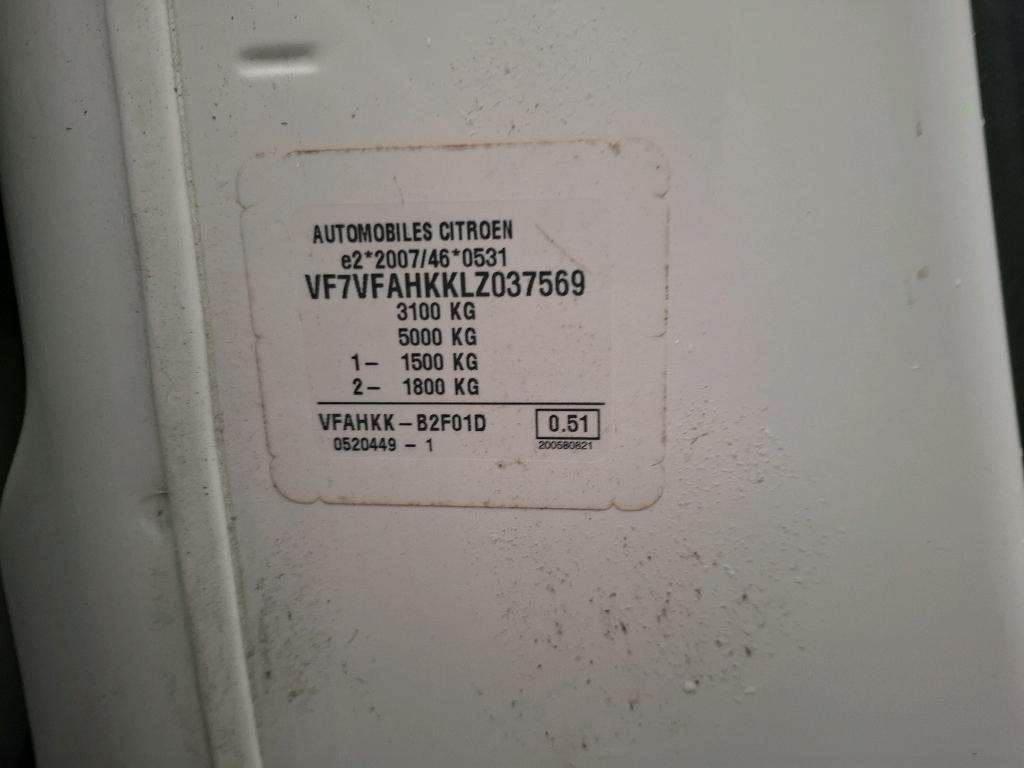 AUTOMOBILES CITROEN
e2*2007/46*0531
VF7VFAHKKLZ037569
3100 KG
5000 KG
1- 1500 KG
2- 1800 KG
VFAHKK-B2F01D 0.51
0520449 - 1 200580821